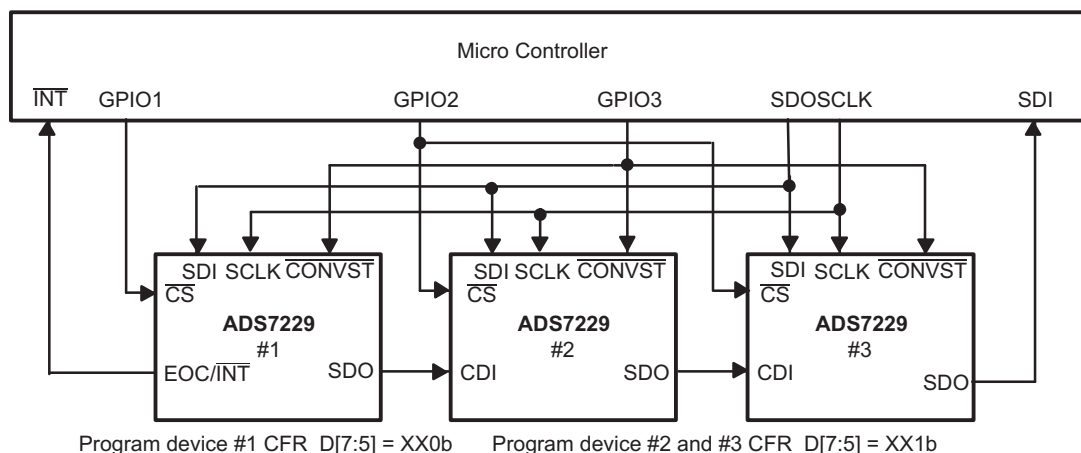 Micro Controller
INT GPIO1 GPIO2 GPIO3 SDOSCLK SDI
SDI SCLK CONVST
CS
ADS7229
#1
EOC/INT SDO
SDI SCLK CONVST
CS
ADS7229
#2
CDI SDO
SDI SCLK CONVST
CS
ADS7229
#3
CDI SDO
Program device #1 CFR D[7:5] = XX0b Program device #2 and #3 CFR D[7:5] = XX1b